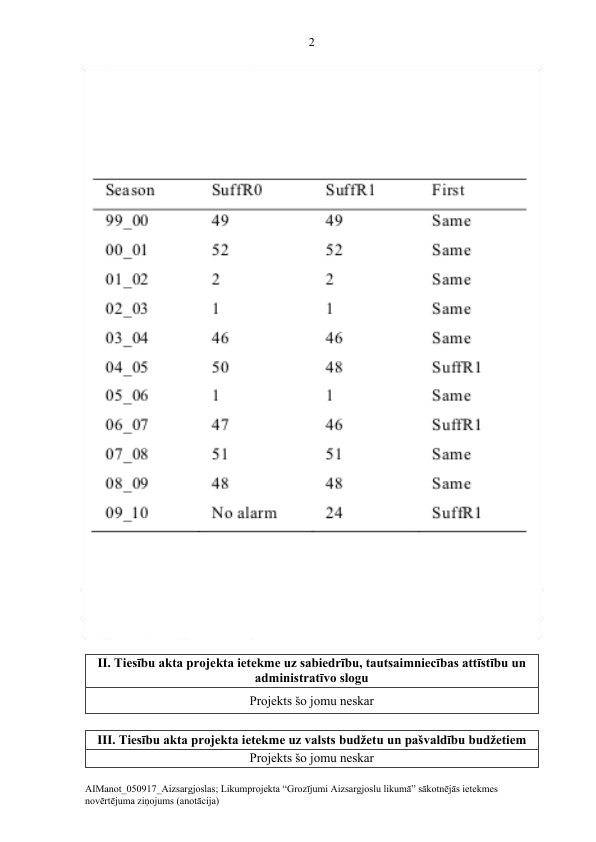 2
Season SuffR0 SuffR1 First
99_00 49 49 Same
00_01 52 52 Same
01_02 2 2 Same
02_03 1 1 Same
03_04 46 46 Same
04_05 50 48 SuffR1
05_06 1 1 Same
06_07 47 46 SuffR1
07_08 51 51 Same
08_09 48 48 Same
09_10 No alarm 24 SuffR1
II. Tiesību akta projekta ietekme uz sabiedrību, tautsaimniecības attīstību un
administratīvo slogu
Projekts šo jomu neskar
III. Tiesību akta projekta ietekme uz valsts budžetu un pašvaldību budžetiem
Projekts šo jomu neskar
AIManot_050917_Aizsargjoslas; Likumprojekta “Grozījumi Aizsargjoslu likumā” sākotnējās ietekmes
novērtējuma ziņojums (anotācija)